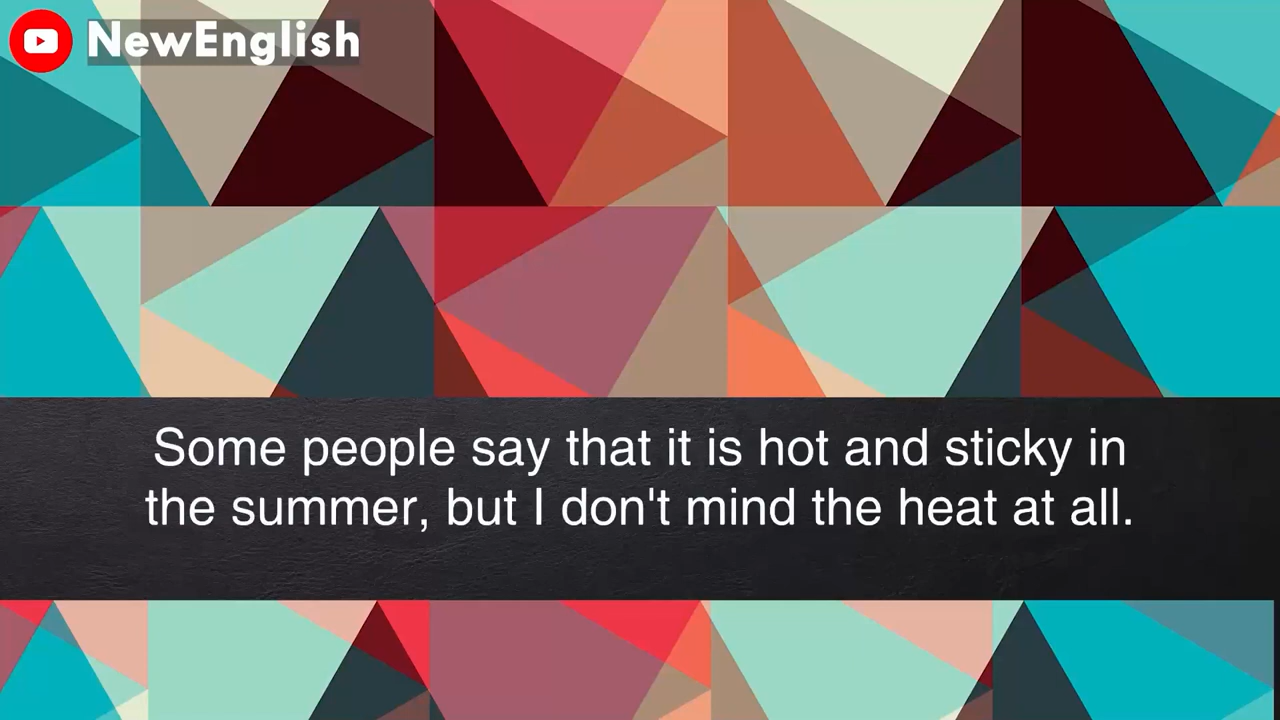 NewEnglish
Some people say that it is hot and sticky in
the summer, but I don't mind the heat at all.